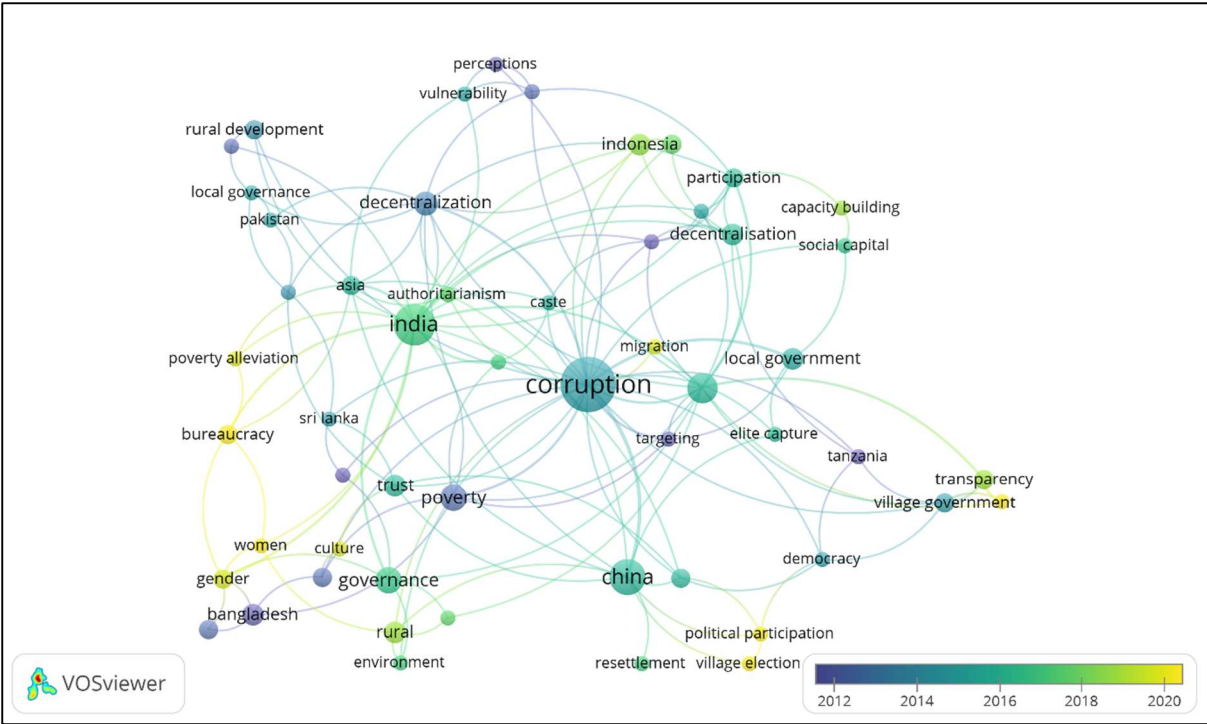 perceptions
vulnerability
rural development
indonesia
participation
local governance
decentralization
capacity building
pakistan
decentralisation
social capital
asia
authoritarianism
caste
india
migration
poverty alleviation
local government
corruption
sri lanka
bureaucracy
targeting
elite capture
tanzania
trust
poverty
transparency
village government
women
culture
democracy
gender
governance
china
bangladesh
rural
political participation
environment
resettlement
village election
VOSviewer
2012 2014 2016 2018 2020